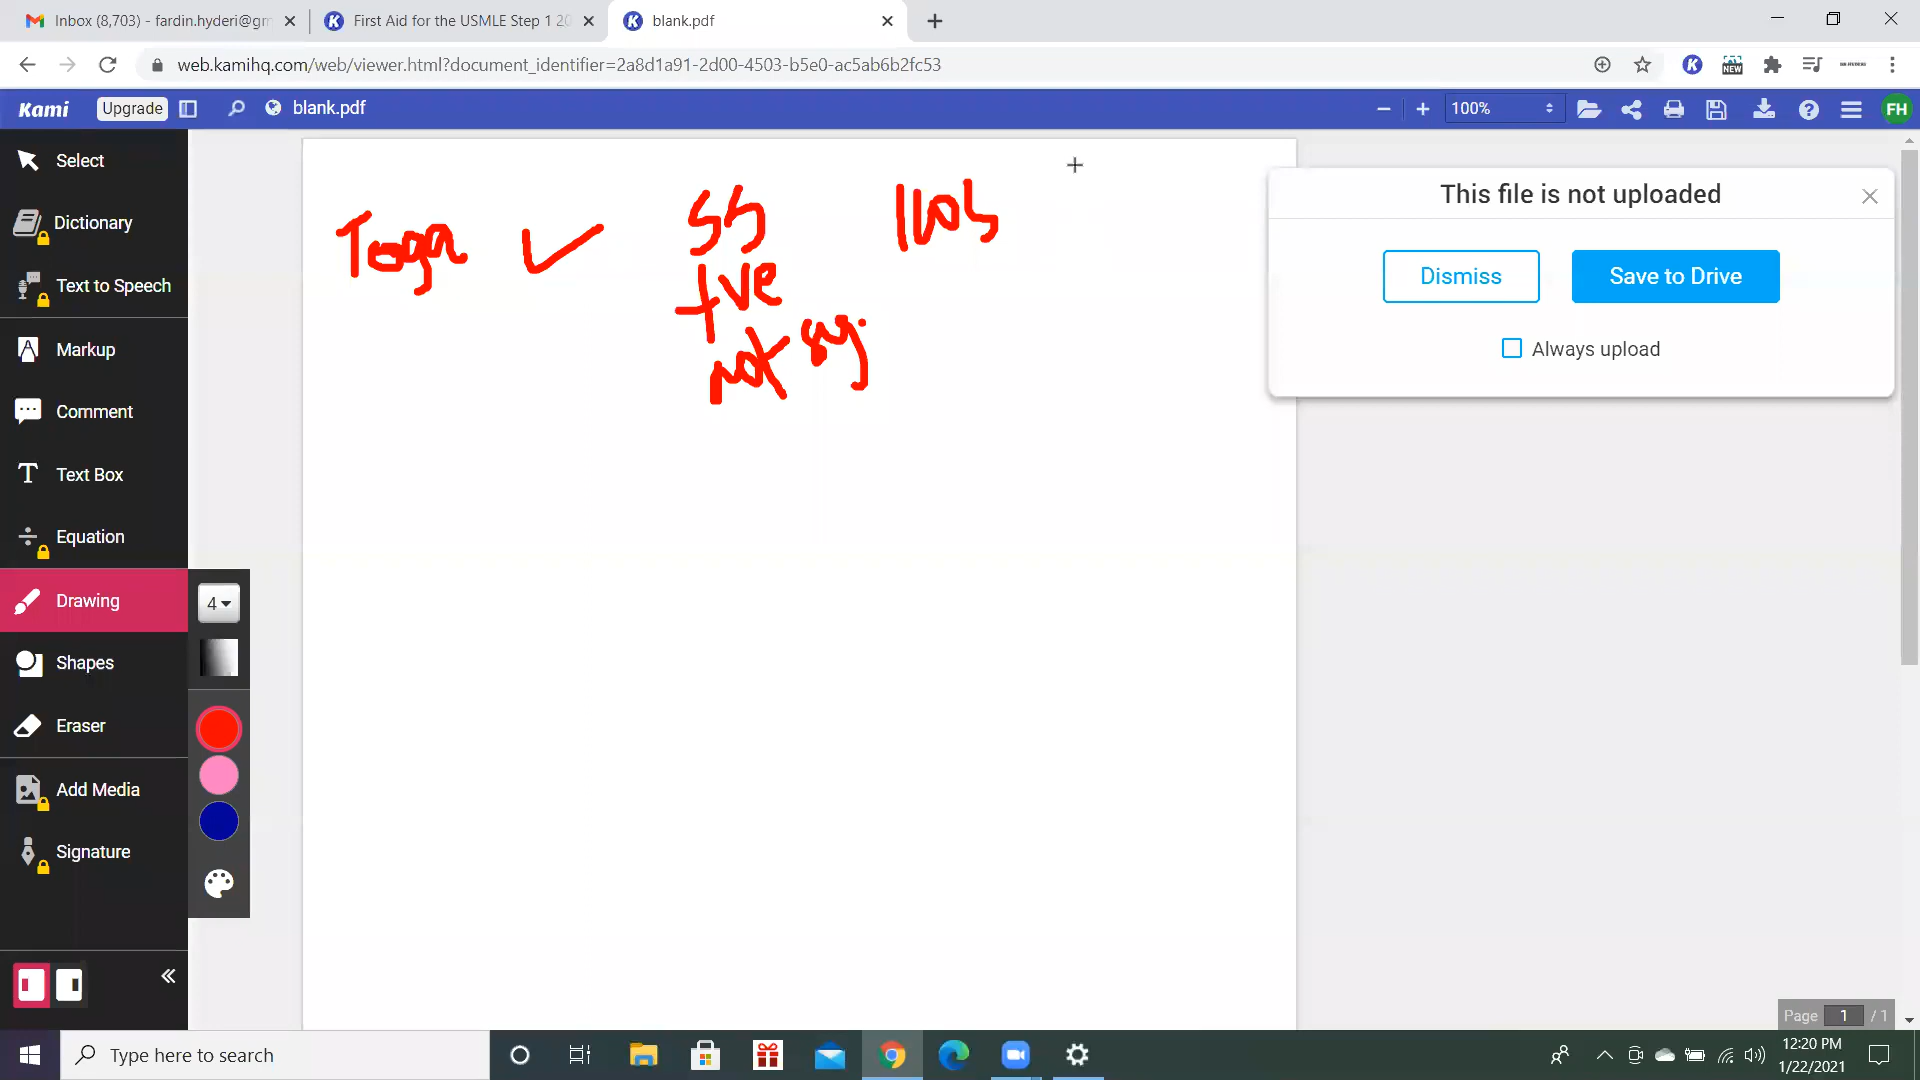 Inbox (8,703) - fardin.hyderi@gm
First Aid for the USMLE Step 1 20
blank.pdf
web.kamihq.com/web/viewer.html?document_identifier=2a8d1a91-2d00-4503-b5e0-ac5ab6b2fc53
NEW
Kami
Upgrade
blank.pdf
100%
FH
Select
Dictionary
Text to Speech
Markup
Comment
Text Box
Equation
Drawing
4
Shapes
Eraser
Add Media
Signature
SS
+ve
not sig.
This file is not uploaded
Dismiss
Save to Drive
Always upload
Page 1 / 1
Type here to search
12:20 PM
1/22/2021